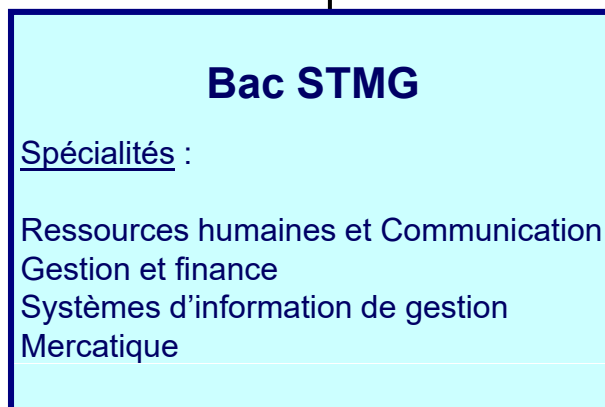 Bac STMG
Spécialités :
Ressources humaines et Communication
Gestion et finance
Systèmes d’information de gestion
Mercatique